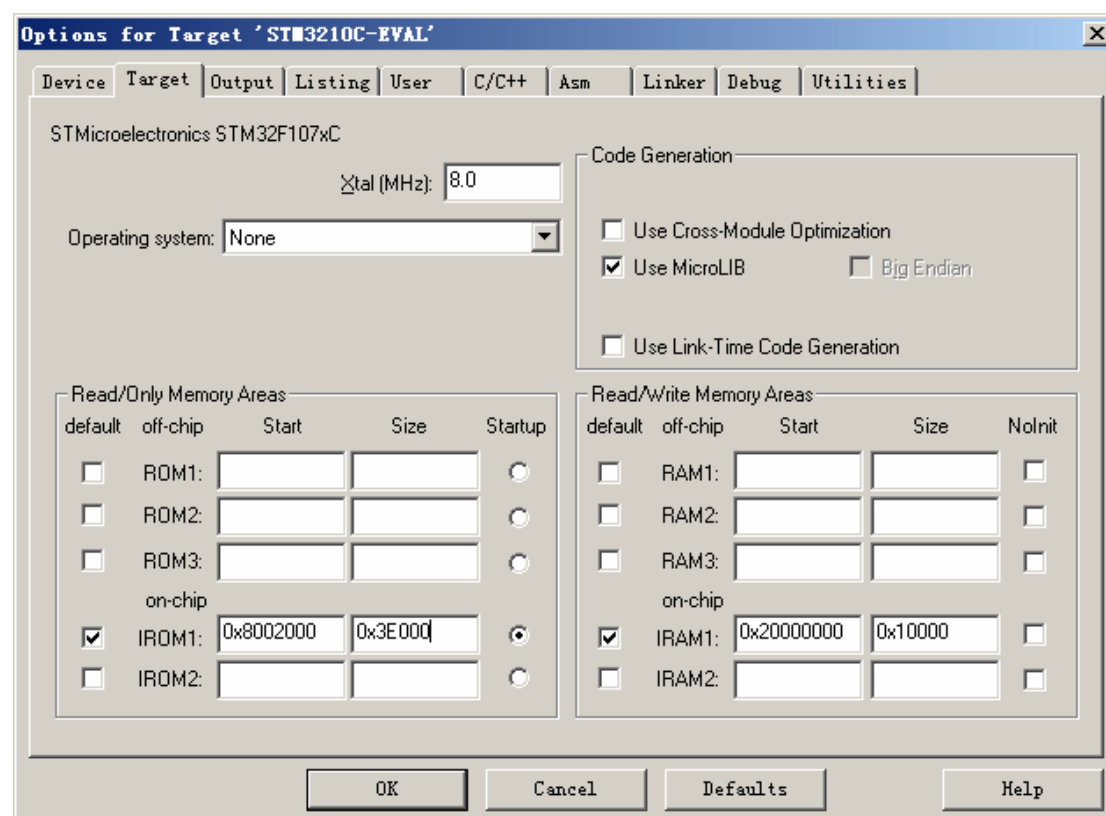 Options for Target 'STM3210C-EVAL'
Device Target Output Listing User C/C++ Asm Linker Debug Utilities
STMicroelectronics STM32F107xC
Xtal (MHz): 8.0
Operating system: None
Code Generation
Use Cross-Module Optimization
Use MicroLIB Big Endian
Use Link-Time Code Generation
Read/Only Memory Areas
default off-chip Start Size Startup
ROM1:
ROM2:
ROM3:
on-chip
IROM1: 0x8002000 0x3E000
IROM2:
Read/Write Memory Areas
default off-chip Start Size NoInit
RAM1:
RAM2:
RAM3:
on-chip
IRAM1: 0x20000000 0x10000
IRAM2:
OK Cancel Defaults Help